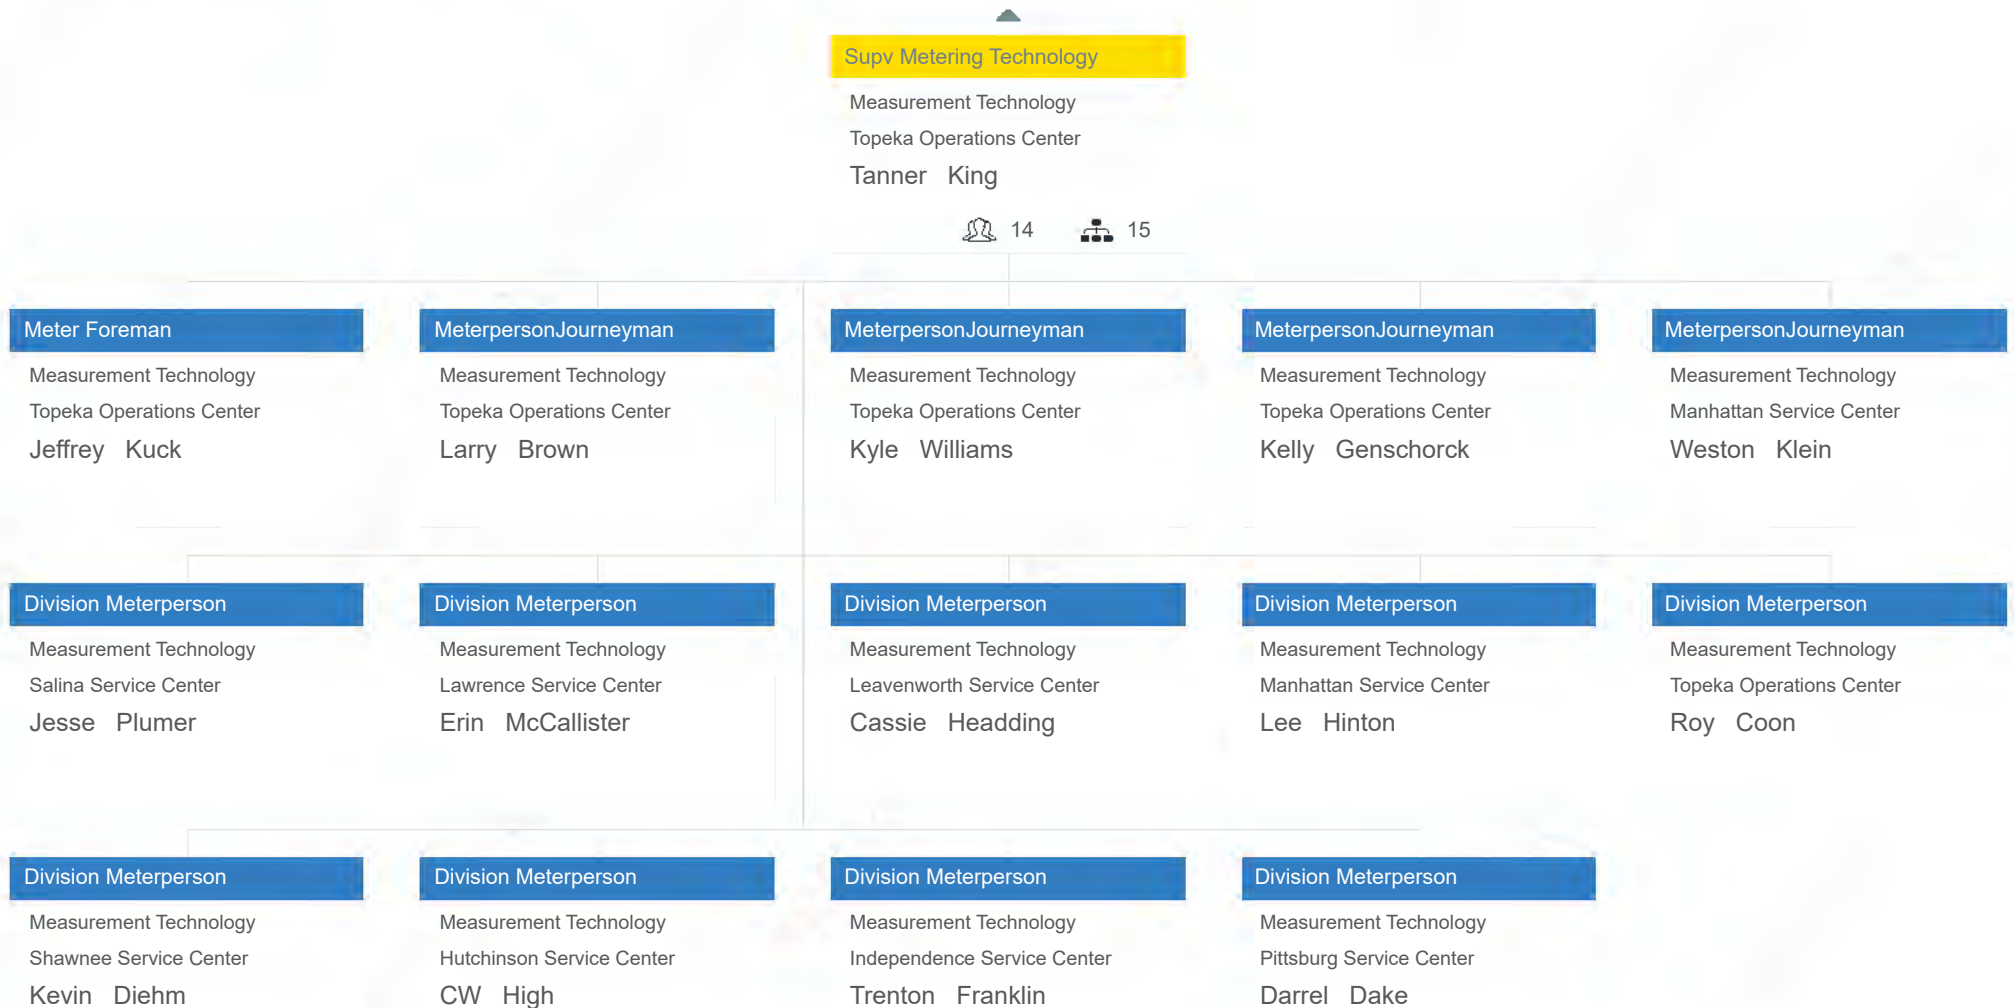 Supv Metering Technology
Measurement Technology
Topeka Operations Center
Tanner King
14 15
Meter Foreman
Measurement Technology
Topeka Operations Center
Jeffrey Kuck
MeterpersonJourneyman
Measurement Technology
Topeka Operations Center
Larry Brown
MeterpersonJourneyman
Measurement Technology
Topeka Operations Center
Kyle Williams
MeterpersonJourneyman
Measurement Technology
Topeka Operations Center
Kelly Genschorck
MeterpersonJourneyman
Measurement Technology
Manhattan Service Center
Weston Klein
Division Meterperson
Measurement Technology
Salina Service Center
Jesse Plumer
Division Meterperson
Measurement Technology
Lawrence Service Center
Erin McCallister
Division Meterperson
Measurement Technology
Leavenworth Service Center
Cassie Headding
Division Meterperson
Measurement Technology
Manhattan Service Center
Lee Hinton
Division Meterperson
Measurement Technology
Topeka Operations Center
Roy Coon
Division Meterperson
Measurement Technology
Shawnee Service Center
Kevin Diehm
Division Meterperson
Measurement Technology
Hutchinson Service Center
CW High
Division Meterperson
Measurement Technology
Independence Service Center
Trenton Franklin
Division Meterperson
Measurement Technology
Pittsburg Service Center
Darrel Dake